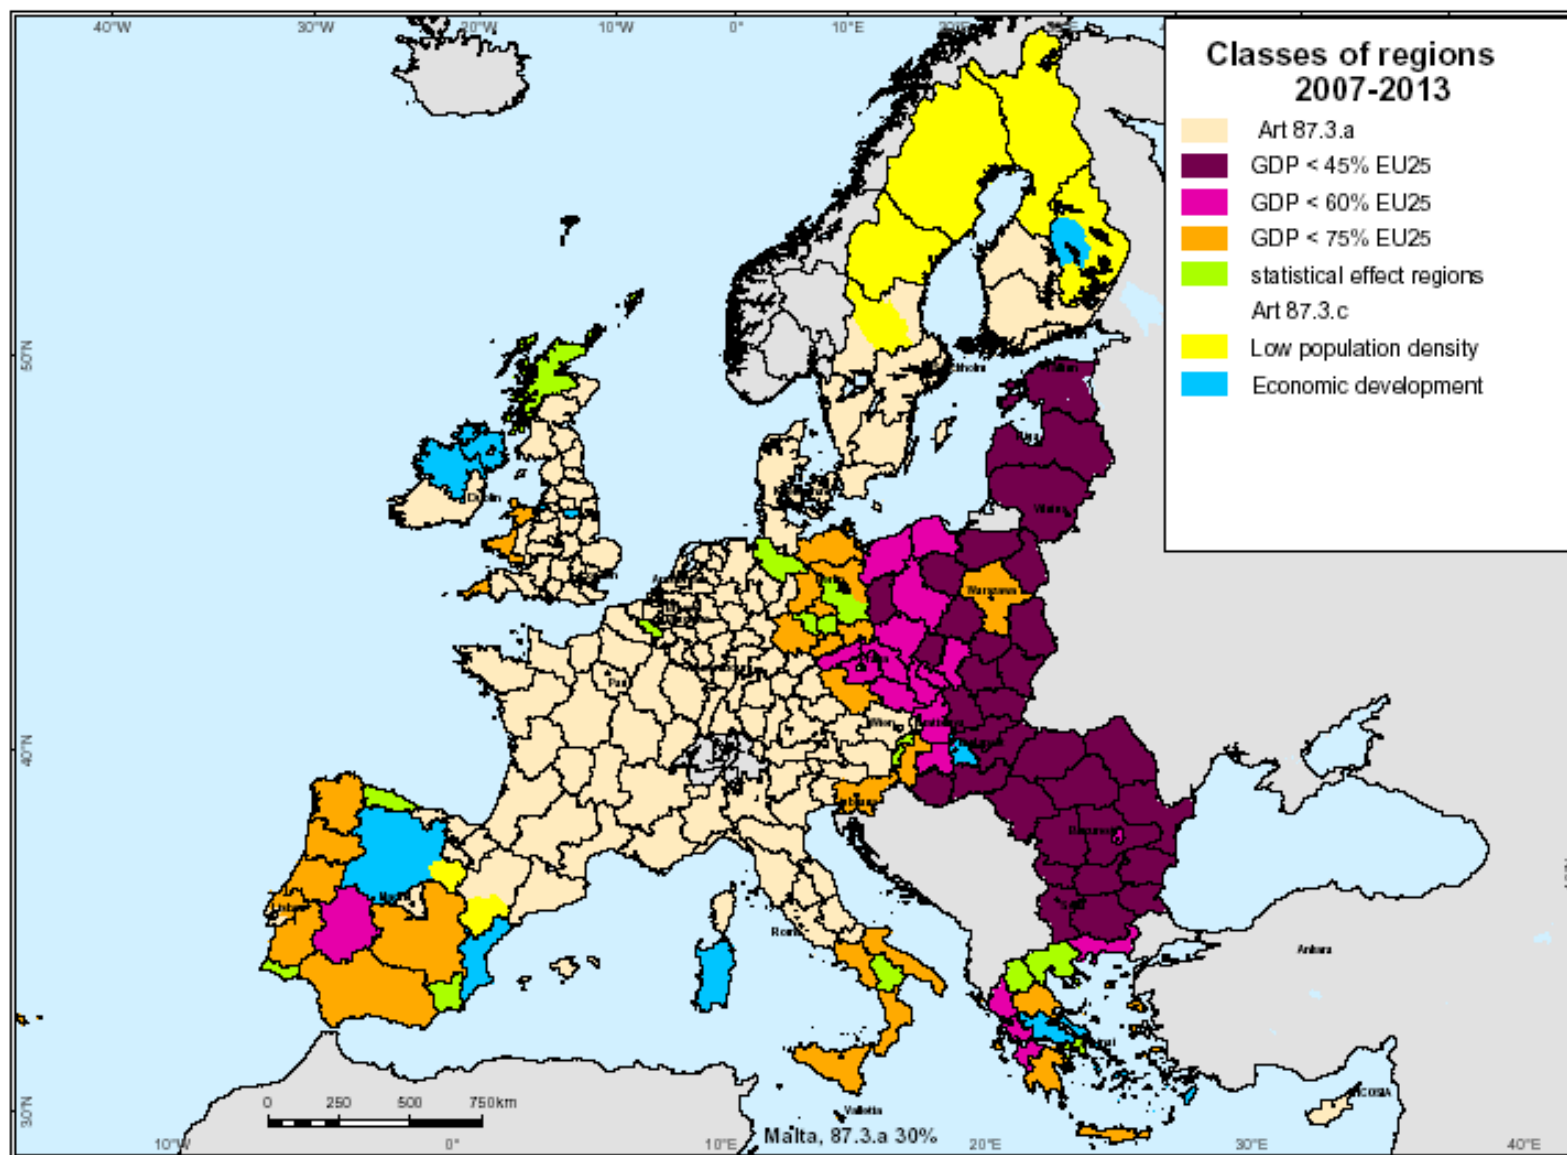 40°W
30°W
20°W
10°W
0°
10°E
Classes of regions
2007-2013
Art 87.3.a
GDP < 45% EU25
GDP < 60% EU25
GDP < 75% EU25
statistical effect regions
Art 87.3.c
Low population density
Economic development
50°N
Dublin
Vilnius
Warszawa
Wien
40°N
Roma
Ankara
30°N
0 250 500 750km
Valletta
Malta, 87.3.a 30%
10°W
0°
10°E
20°E
30°E
40°E